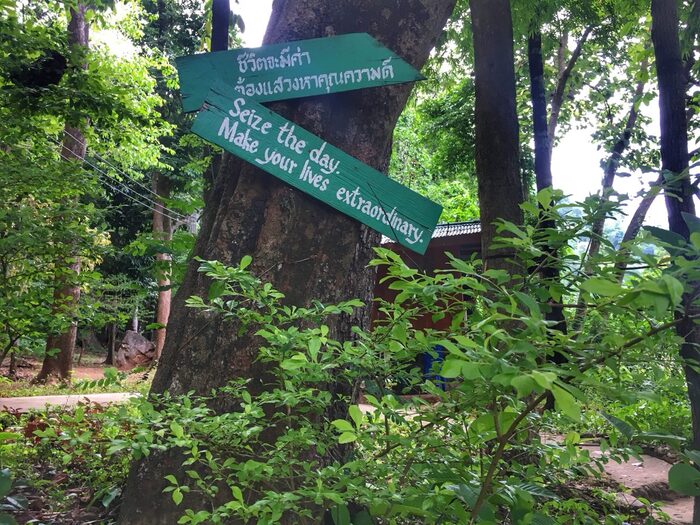 ชีวิตจะมีค่า
ต้องแสวงหาคุณความดี
Seize the day.
Make your lives extraordinary.